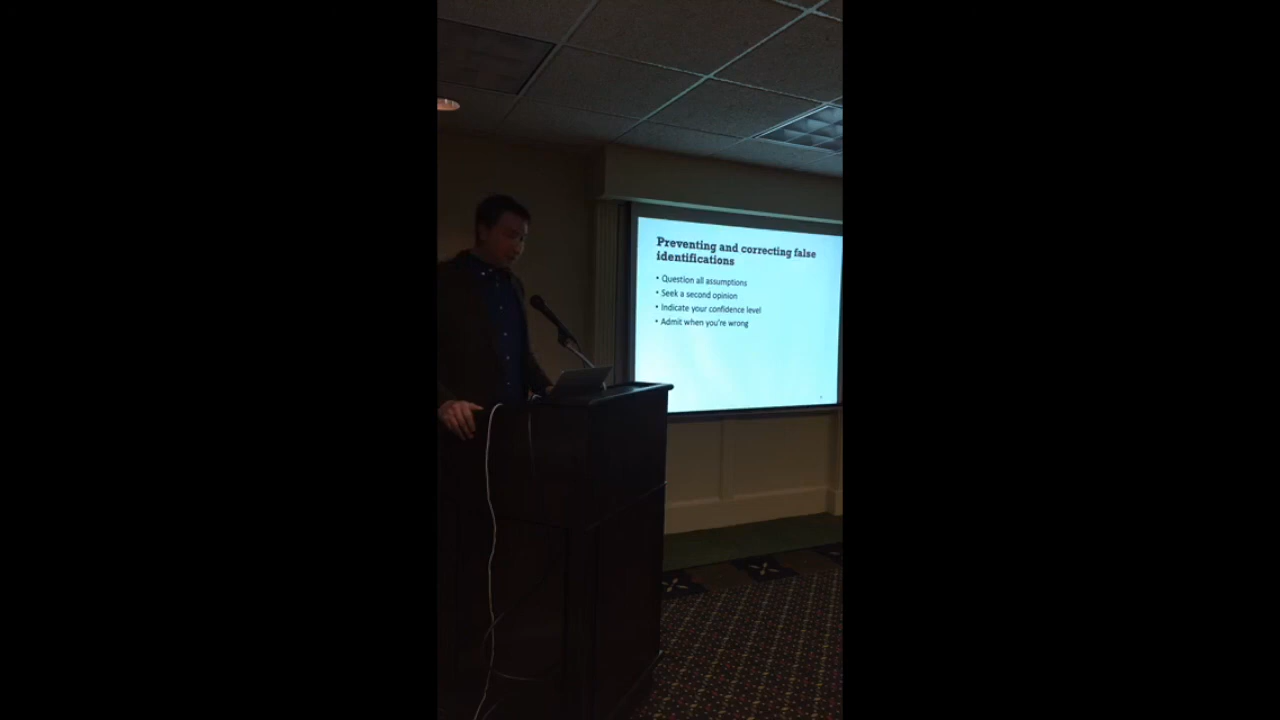 Preventing and correcting false
identifications
• Question all assumptions
• Seek a second opinion
• Indicate your confidence level
• Admit when you're wrong